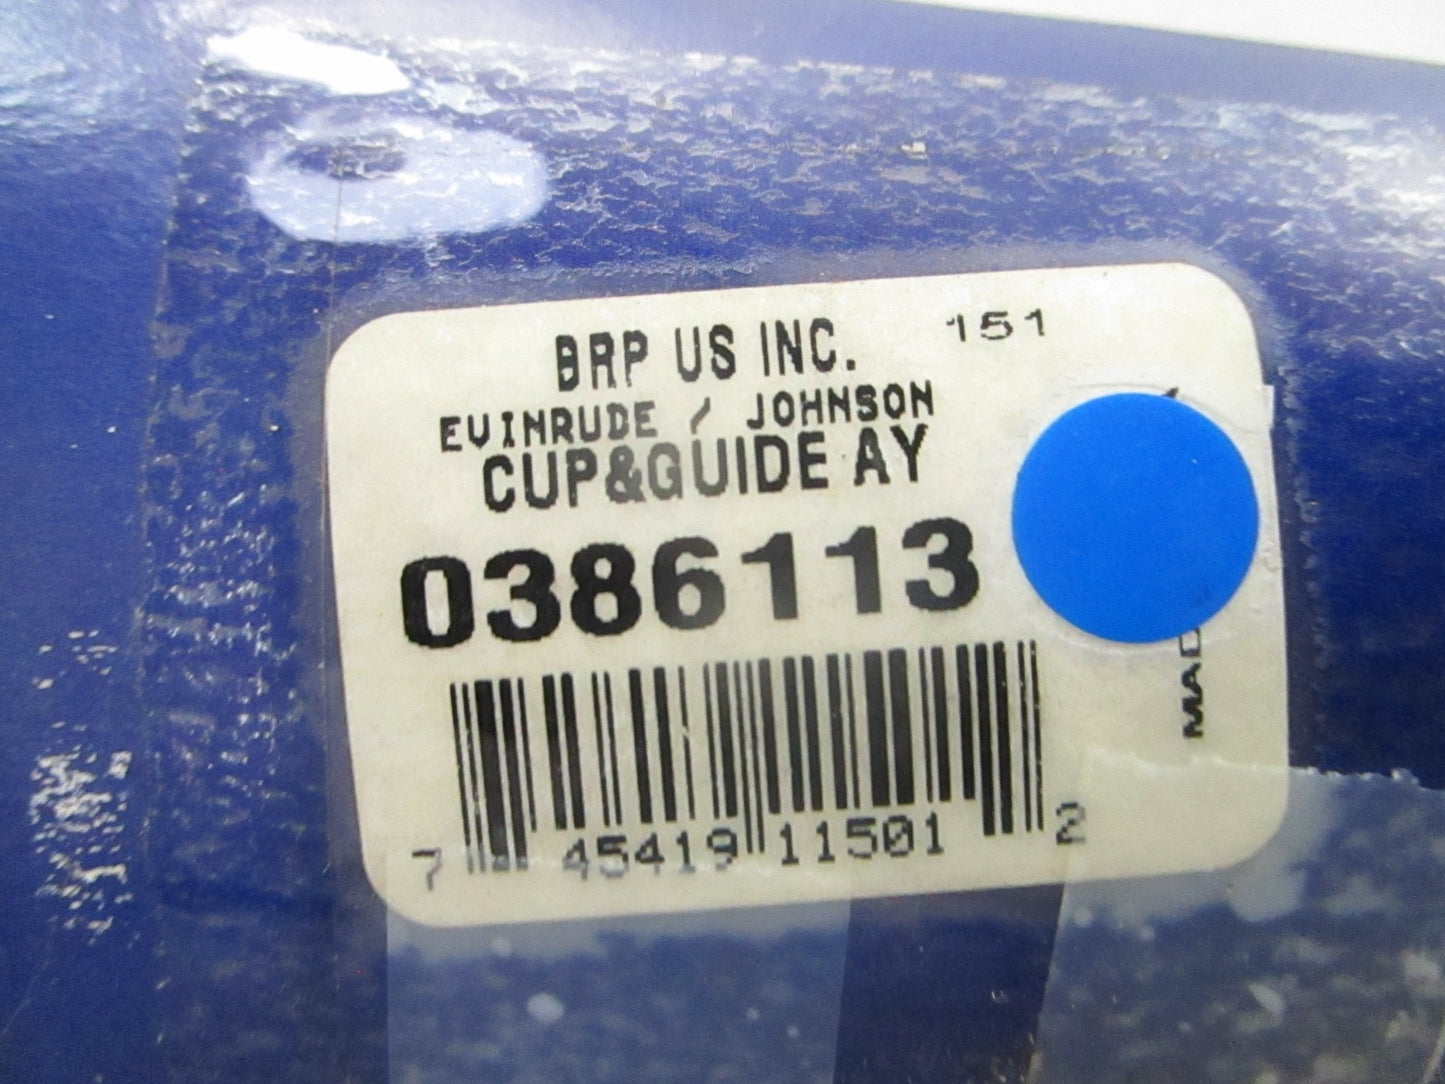 BRP US INC. 151
EVINRUDE / JOHNSON
CUP&GUIDE AY
0386113
7 45419 11501 2